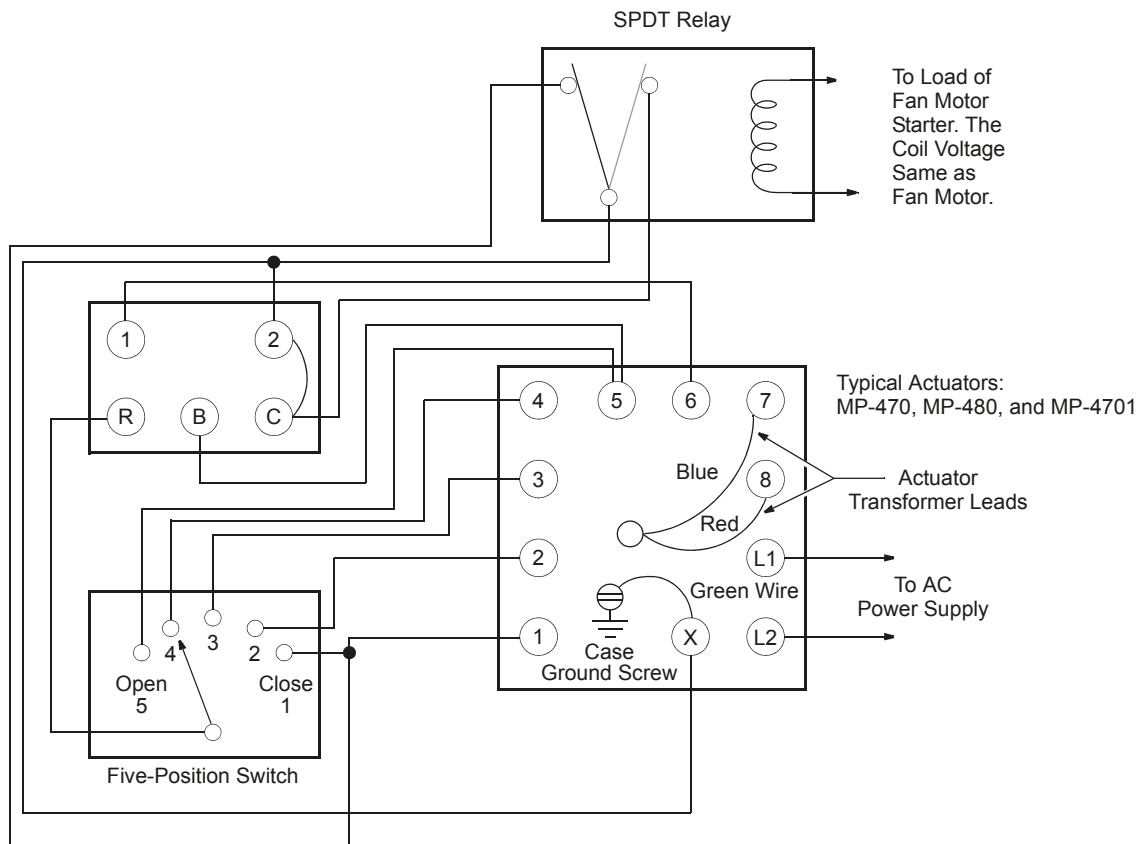 SPDT Relay
To Load of
Fan Motor
Starter. The
Coil Voltage
Same as
Fan Motor.
1
2
R
B
C
4
5
6
7
Typical Actuators:
MP-470, MP-480, and MP-4701
3
Blue
8
Actuator
Transformer Leads
Red
2
L1
Green Wire
To AC
Power Supply
1
X
L2
Case
Ground Screw
4
3
2
Open
5
Close
1
Five-Position Switch